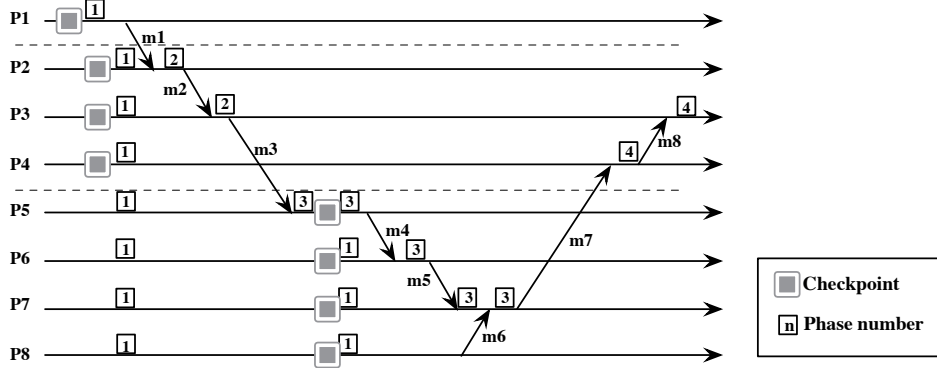 P1 1
m1
P2 1 2
m2
P3 1 2 4
m3 m8
P4 1 4
P5 1 3 3
m4 m7
P6 1 1 3
m5
P7 1 1 3 3
m6
P8 1 1
Checkpoint
n Phase number